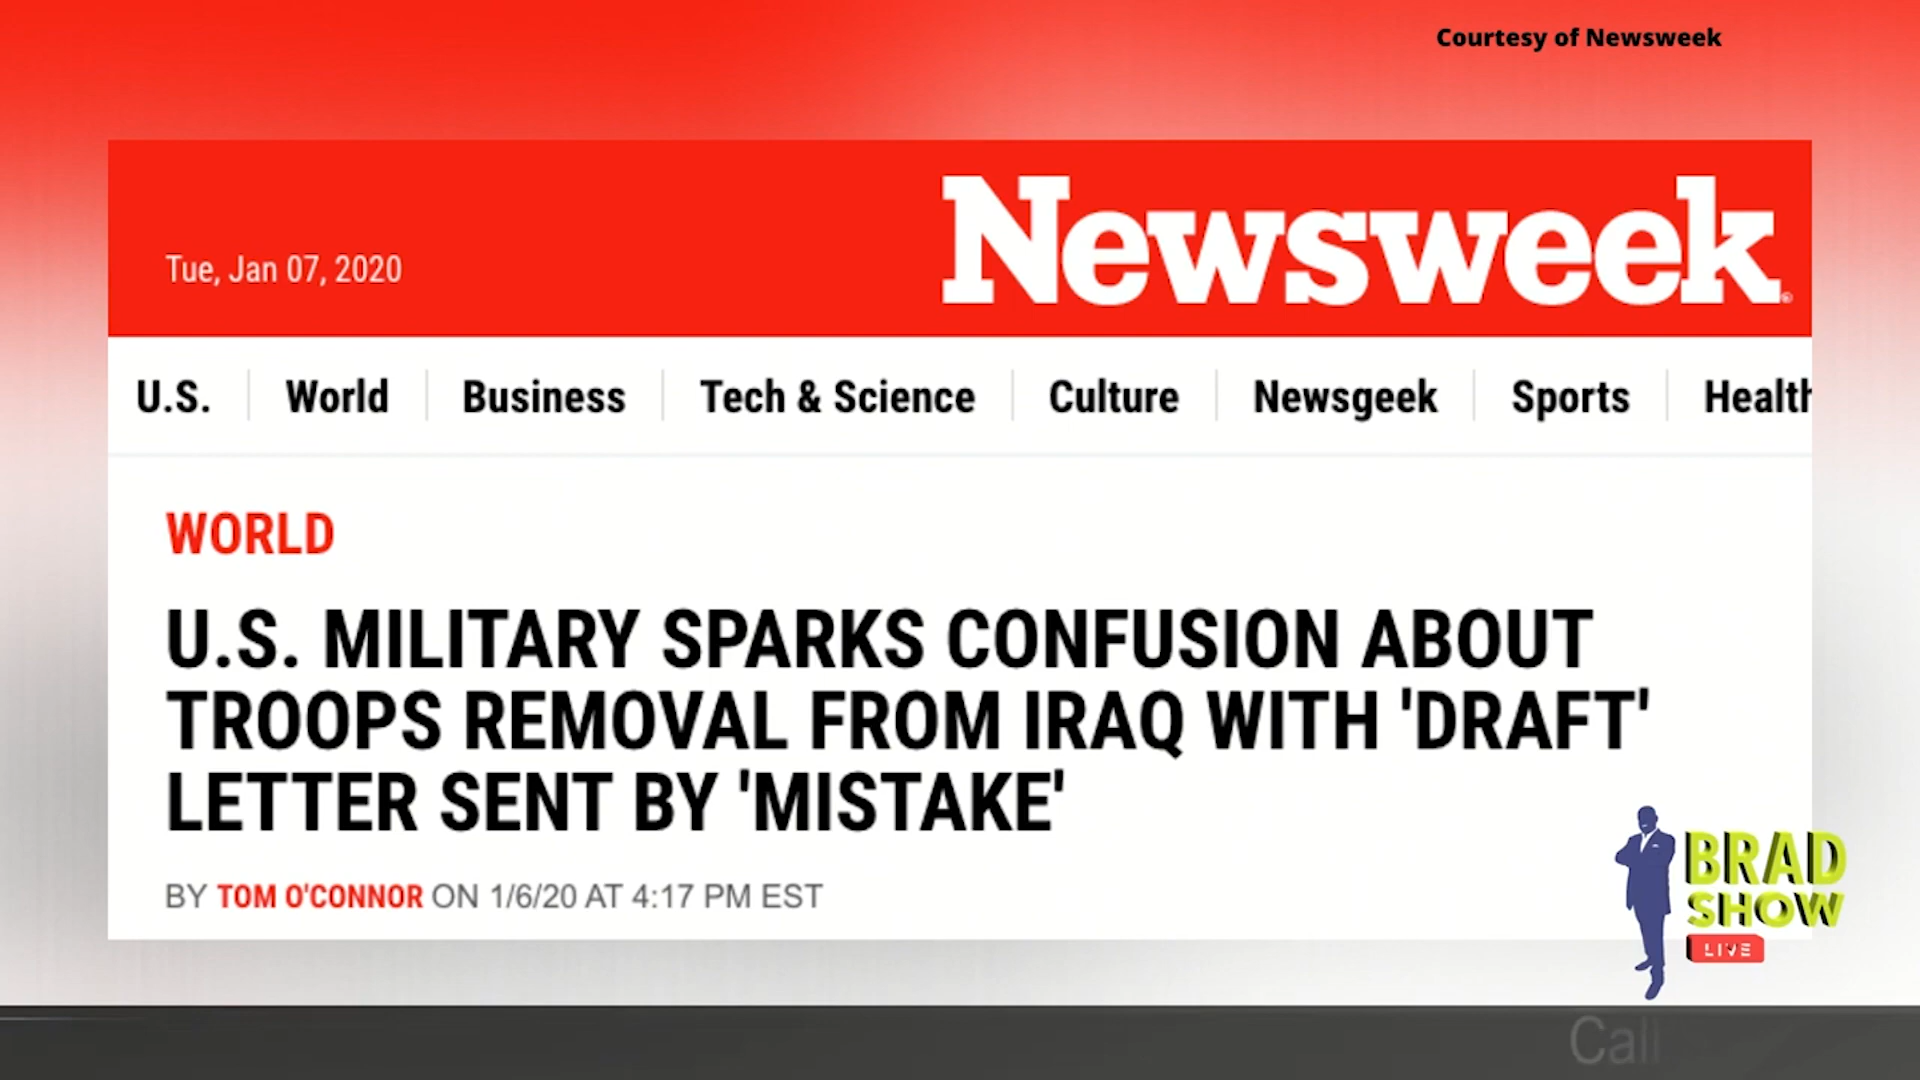 Courtesy of Newsweek
Tue, Jan 07, 2020
Newsweek
U.S. World Business Tech & Science Culture Newsgeek Sports Health
WORLD
U.S. MILITARY SPARKS CONFUSION ABOUT
TROOPS REMOVAL FROM IRAQ WITH 'DRAFT'
LETTER SENT BY 'MISTAKE'
BY TOM O'CONNOR ON 1/6/20 AT 4:17 PM EST
BRAD
SHOW
LIVE
Call